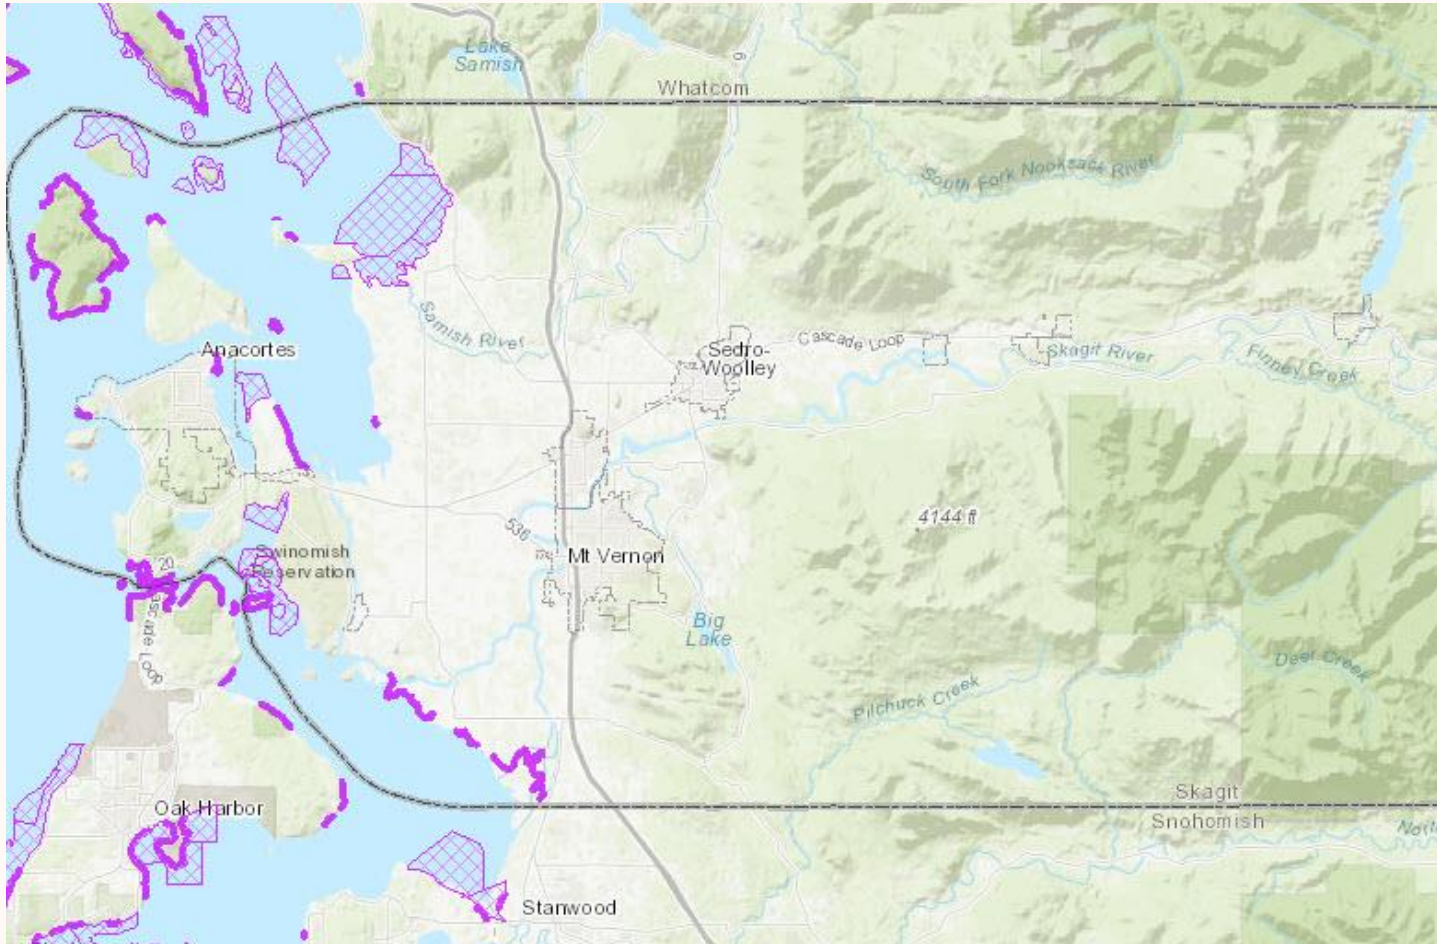 Lake
Samish
9
Whatcom
South Fork Nooksack River
Samish River
Anacortes
Sedro-
Woolley
Cascade Loop
Skagit River
Finney Creek
536
4144 ft
Swinomish
Reservation
Mt Vernon
20
Cascade Loop
Big
Lake
Deer Creek
Pilchuck Creek
Skagit
Snohomish
Oak Harbor
Stanwood